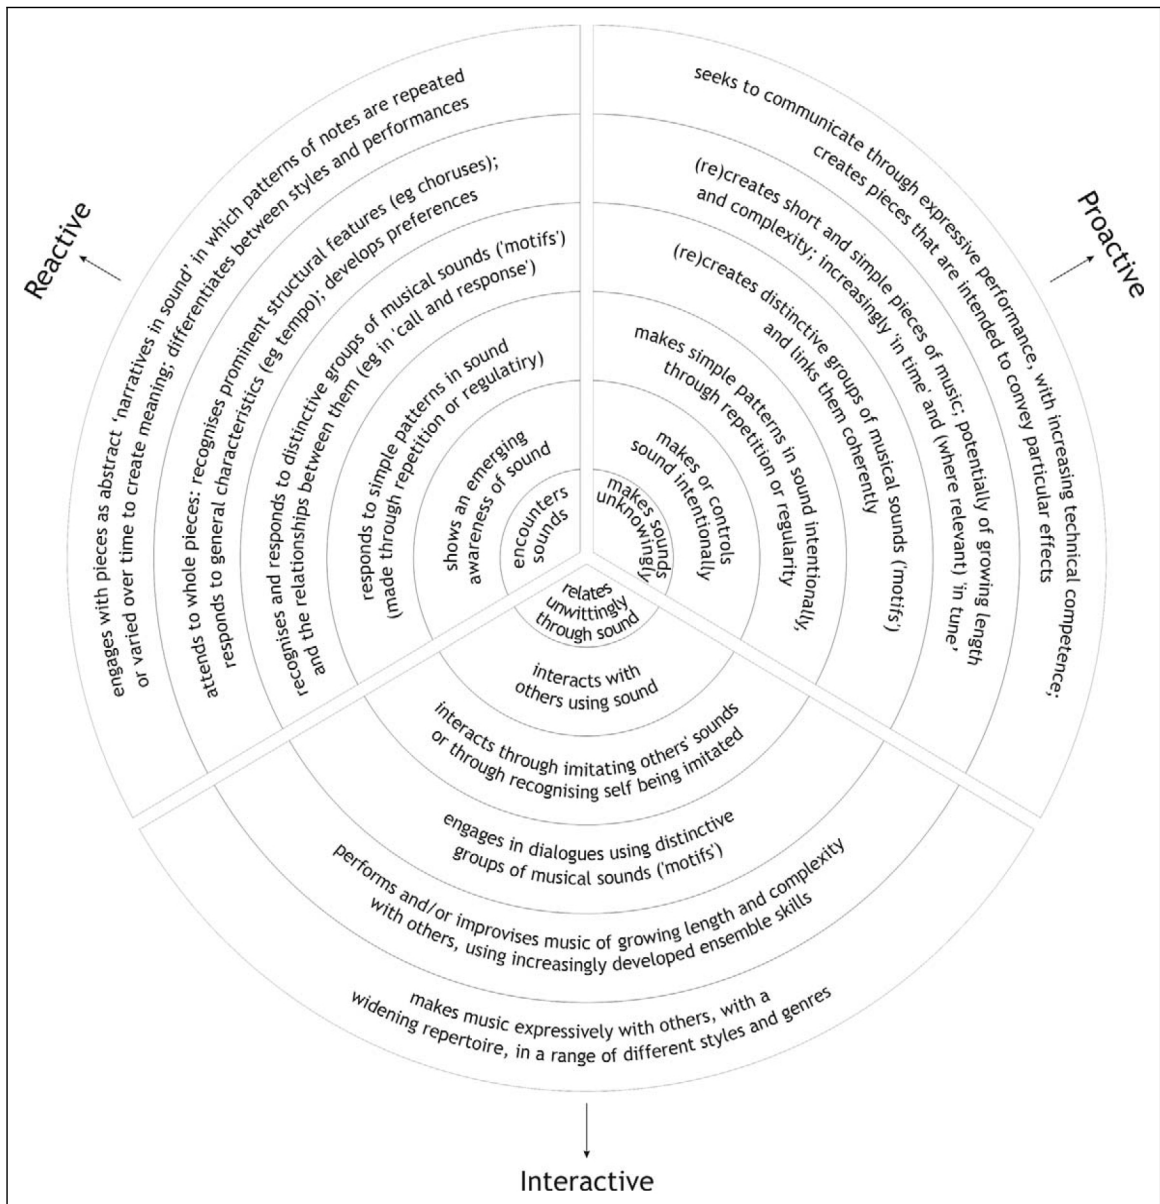 Reactive
engages with pieces as abstract ‘narratives in sound’ in which patterns of notes are repeated
or varied over time to create meaning; differentiates between styles and performances
attends to whole pieces: recognises prominent structural features (eg choruses);
responds to general characteristics (eg tempo); develops preferences
recognises and responds to distinctive groups of musical sounds ('motifs')
and the relationships between them (eg in 'call and response')
responds to simple patterns in sound
(made through repetition or regulatiry)
shows an emerging
awareness of sound
encounters
sounds
Proactive
seeks to communicate through expressive performance, with increasing technical competence;
creates pieces that are intended to convey particular effects
(re)creates short and simple pieces of music; potentially of growing length
and complexity; increasingly 'in time' and (where relevant) 'in tune'
(re)creates distinctive groups of musical sounds ('motifs')
and links them coherently
makes simple patterns in sound intentionally,
through repetition or regularity
makes or controls
sound intentionally
makes sounds
unknowingly
relates
unwittingly
through sound
interacts with
others using sound
interacts through imitating others' sounds
or through recognising self being imitated
engages in dialogues using distinctive
groups of musical sounds ('motifs')
performs and/or improvises music of growing length and complexity
with others, using increasingly developed ensemble skills
makes music expressively with others, with a
widening repertoire, in a range of different styles and genres
Interactive